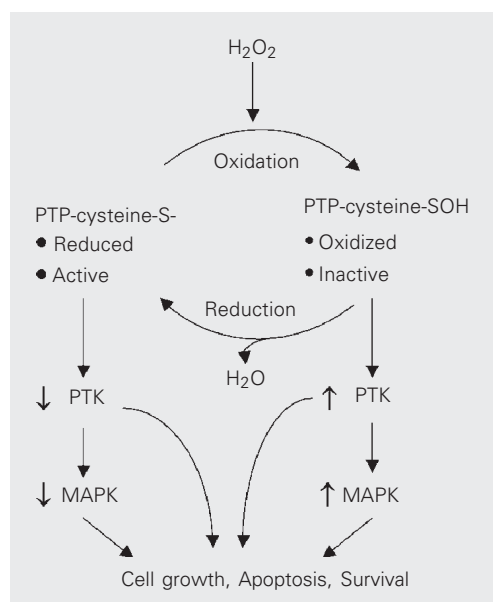 H₂O₂
Oxidation
PTP-cysteine-S-
● Reduced
● Active
PTP-cysteine-SOH
• Oxidized
• Inactive
Reduction
H₂O
↓ PTK
↑ PTK
↓ MAPK
↑ MAPK
Cell growth, Apoptosis, Survival